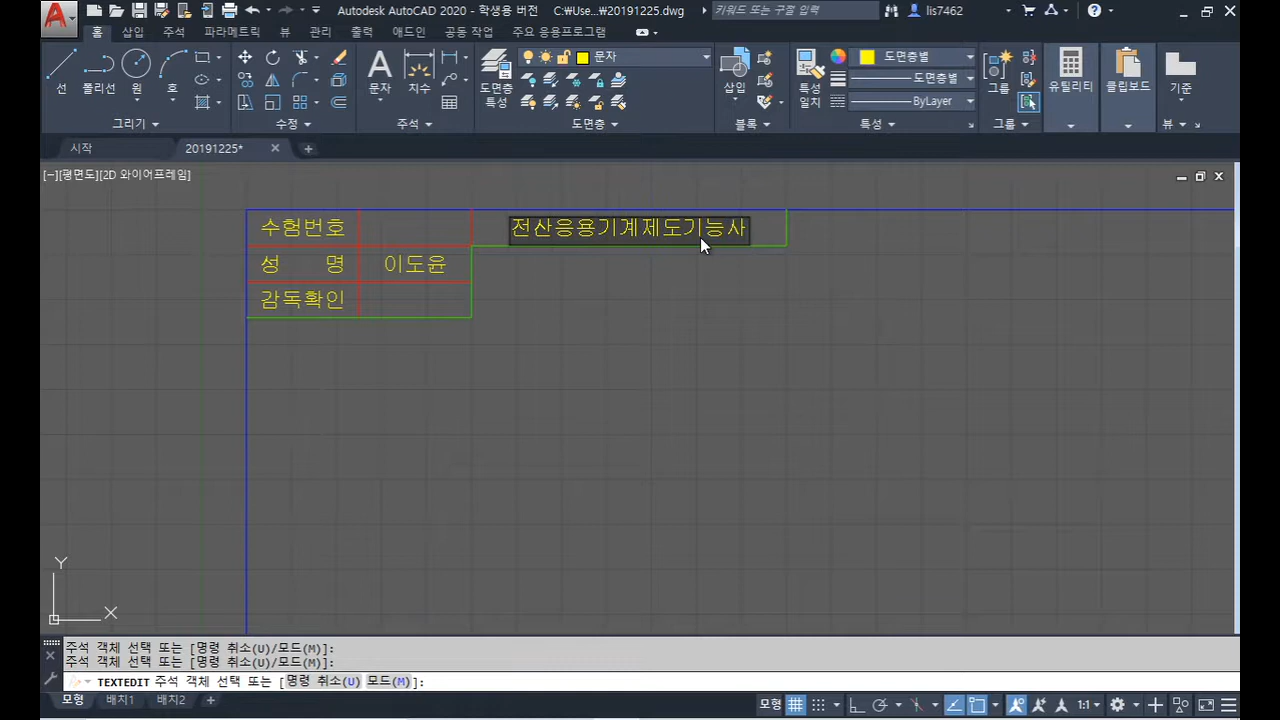 Autodesk AutoCAD 2020 - 학생용 버전 C:₩Use...₩20191225.dwg 키워드 또는 구절 입력 lis7462
홈 삽입 주석 파라메트릭 뷰 관리 출력 애드인 공동 작업 주요 응용프로그램
문자 도면층별
선 폴리선 원 호 문자 치수 도면층 특성 삽입 특성 일치 도면층별 그룹 유틸리티 클립보드 기준
ByLayer
그리기 수정 주석 도면층 블록 특성 그룹 뷰
시작 20191225*
[−][평면도][2D 와이어프레임]
수험번호 전산응용기계제도기능사
성 명 이도윤
감독확인
Y
X
주석 객체 선택 또는 [명령 취소(U)/모드(M)]:
주석 객체 선택 또는 [명령 취소(U)/모드(M)]:
TEXTEDIT 주석 객체 선택 또는 [명령 취소(U) 모드(M)]:
모형 배치1 배치2 + 모형 1:1